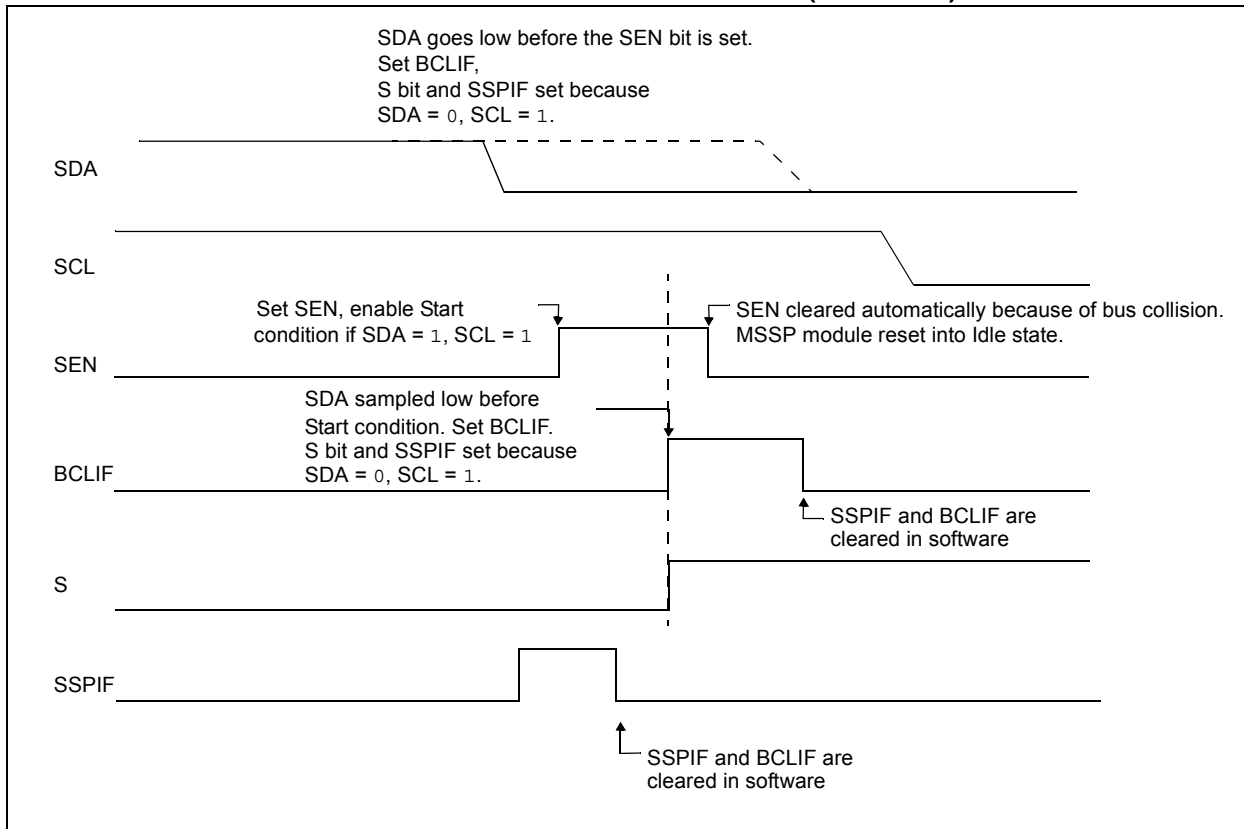 SDA goes low before the SEN bit is set.
Set BCLIF,
S bit and SSPIF set because
SDA = 0, SCL = 1.
SDA
SCL
Set SEN, enable Start
condition if SDA = 1, SCL = 1
SEN cleared automatically because of bus collision.
MSSP module reset into Idle state.
SEN
SDA sampled low before
Start condition. Set BCLIF.
S bit and SSPIF set because
SDA = 0, SCL = 1.
BCLIF
SSPIF and BCLIF are
cleared in software
S
SSPIF
SSPIF and BCLIF are
cleared in software